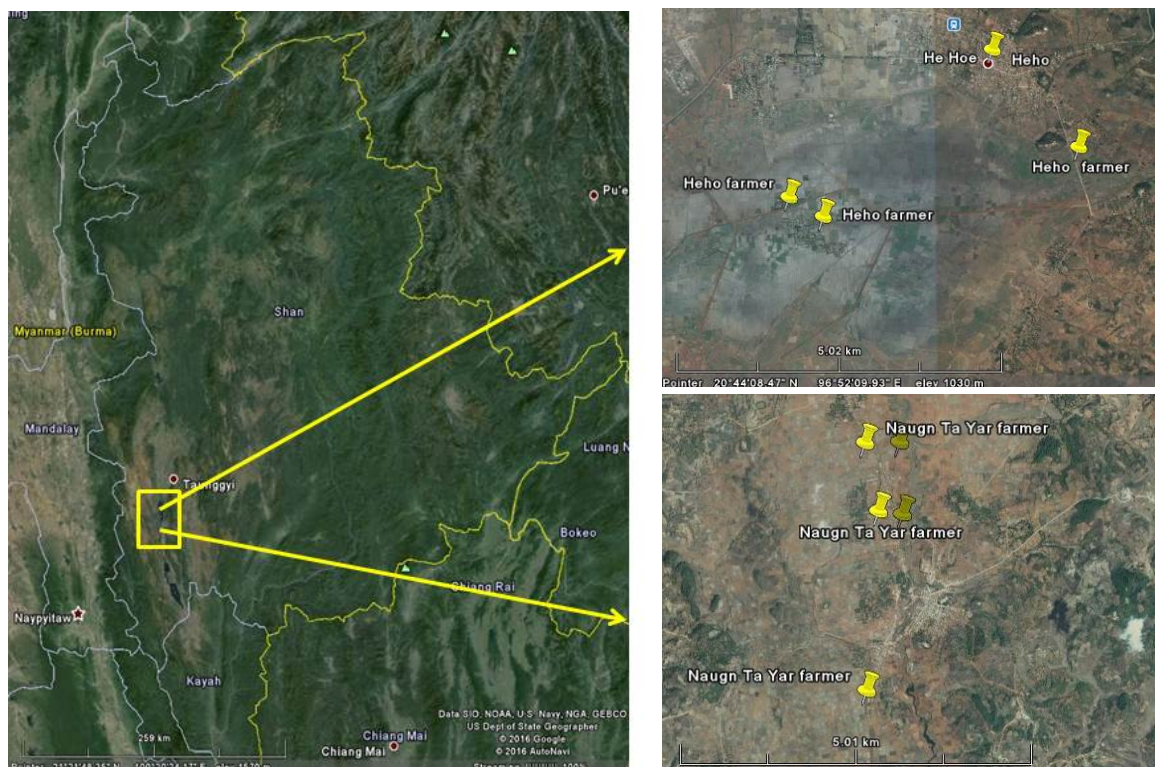 ning
Pu'e
Shan
Myanmar (Burma)
Mandalay
Luang N
Taunggyi
Bokeo
Chiang Rai
Naypyitaw
Kayah
Data SIO, NOAA, U.S. Navy, NGA, GEBCO
US Dept of State Geographer
© 2016 Google
© 2016 AutoNavi
Chiang Mai
Chiang Mai
259 km
He Hoe
Heho
Heho farmer
Heho farmer
Heho farmer
5.02 km
Pointer 20°44'08.47" N 96°52'09.93" E elev 1030 m
Naugn Ta Yar farmer
Naugn Ta Yar farmer
Naugn Ta Yar farmer
5.01 km